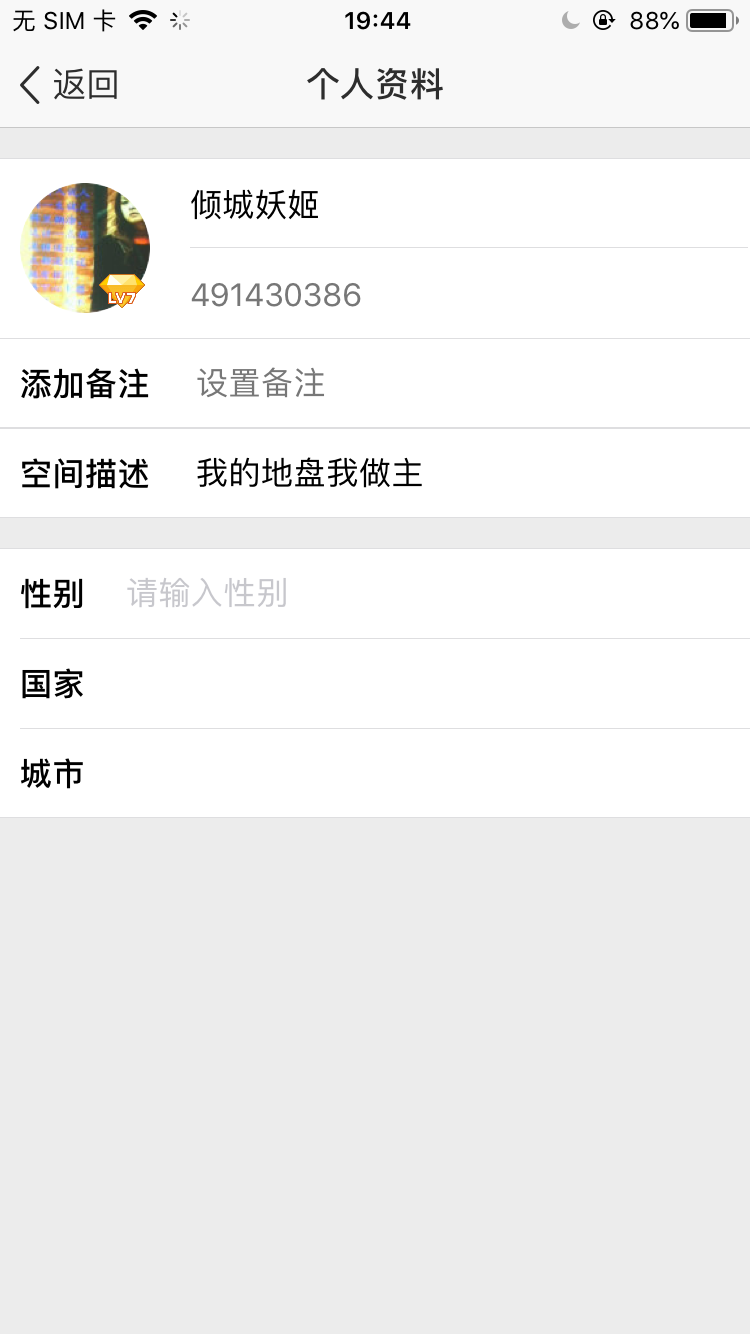 无 SIM 卡 19:44 88%
返回 个人资料
倾城妖姬
LV7
491430386
添加备注 设置备注
空间描述 我的地盘我做主
性别 请输入性别
国家
城市